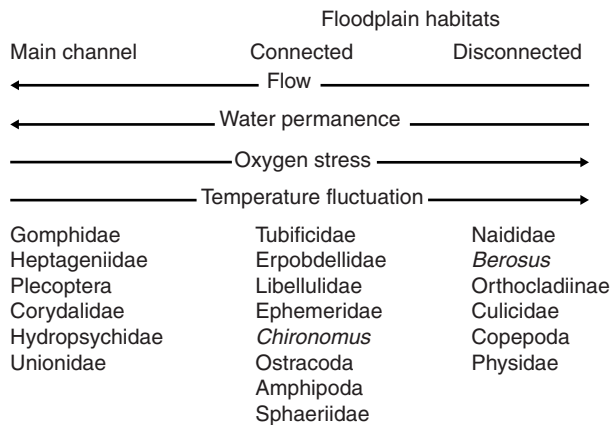 Floodplain habitats
Main channel Connected Disconnected
Flow
Water permanence
Oxygen stress
Temperature fluctuation
Gomphidae Tubificidae Naididae
Heptageniidae Erpobdellidae Berosus
Plecoptera Libellulidae Orthocladiinae
Corydalidae Ephemeridae Culicidae
Hydropsychidae Chironomus Copepoda
Unionidae Ostracoda Physidae
Amphipoda
Sphaeriidae